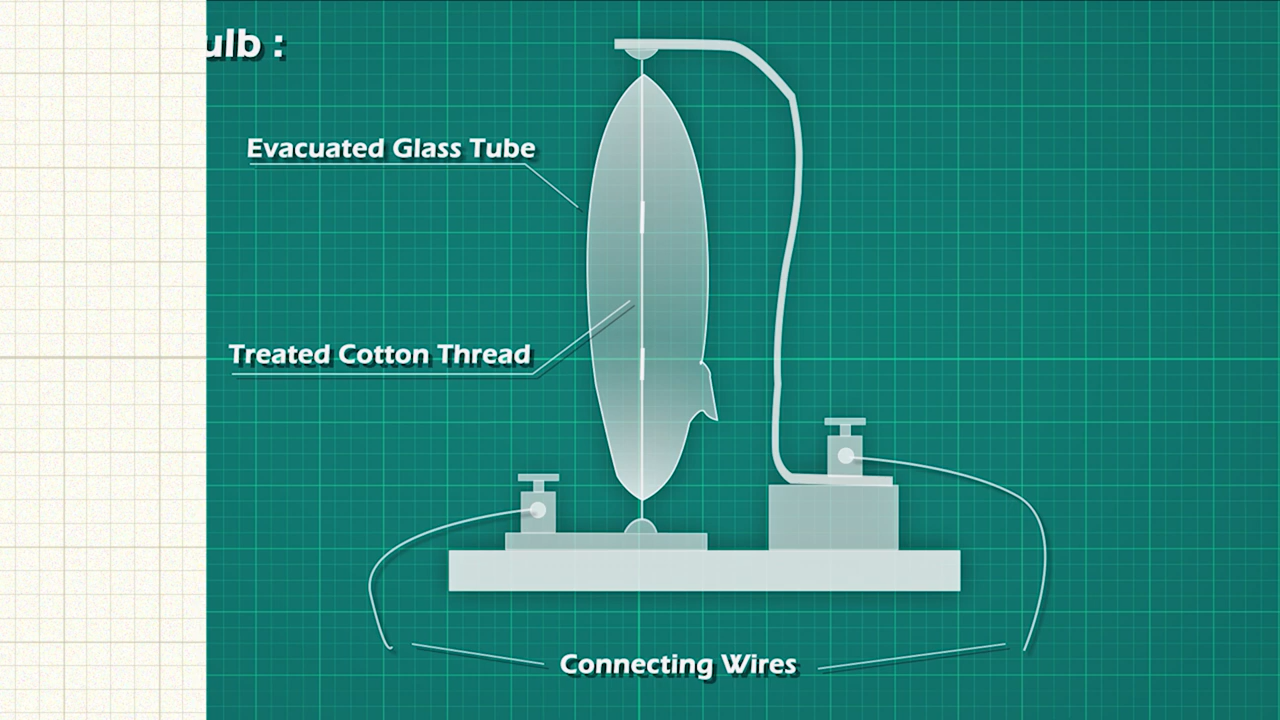 ulb :
Evacuated Glass Tube
Treated Cotton Thread
Connecting Wires